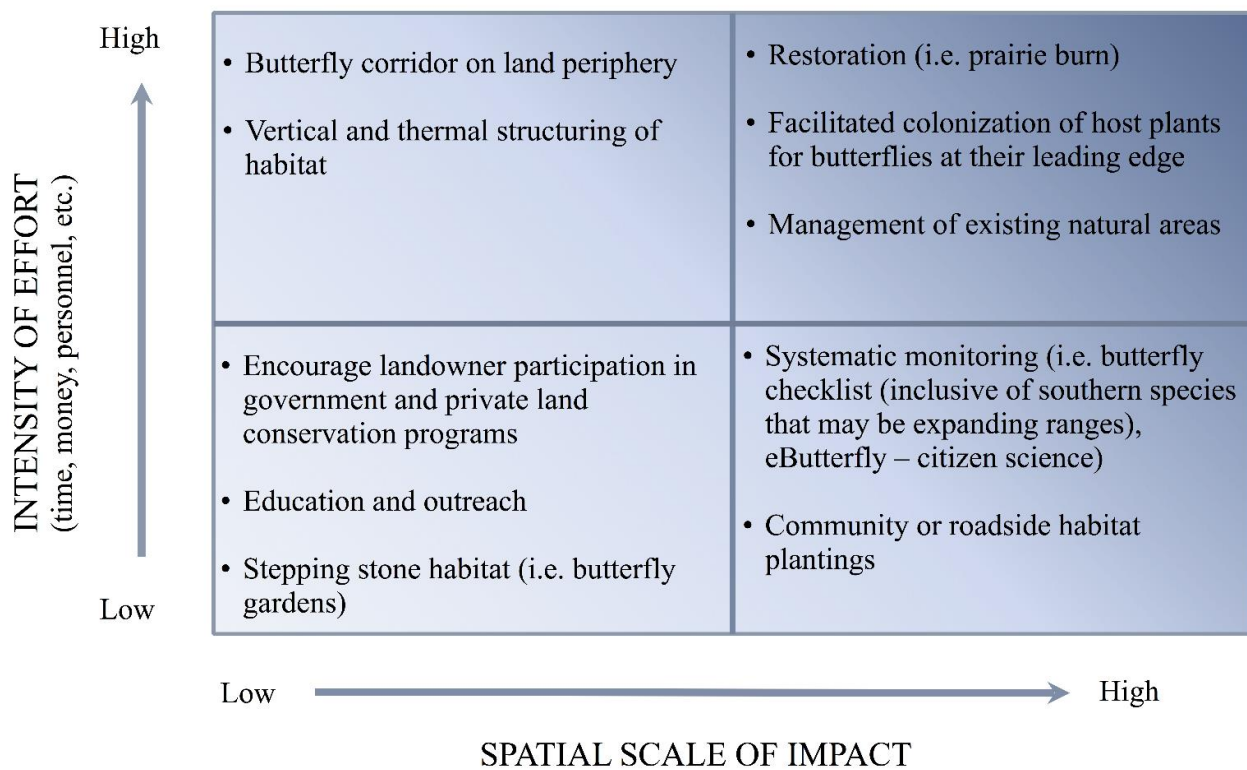 High
• Butterfly corridor on land periphery
• Vertical and thermal structuring of
habitat
• Restoration (i.e. prairie burn)
• Facilitated colonization of host plants
for butterflies at their leading edge
• Management of existing natural areas
INTENSITY OF EFFORT
(time, money, personnel, etc.)
• Encourage landowner participation in
government and private land
conservation programs
• Education and outreach
• Stepping stone habitat (i.e. butterfly
gardens)
• Systematic monitoring (i.e. butterfly
checklist (inclusive of southern species
that may be expanding ranges),
eButterfly – citizen science)
• Community or roadside habitat
plantings
Low
Low
High
SPATIAL SCALE OF IMPACT